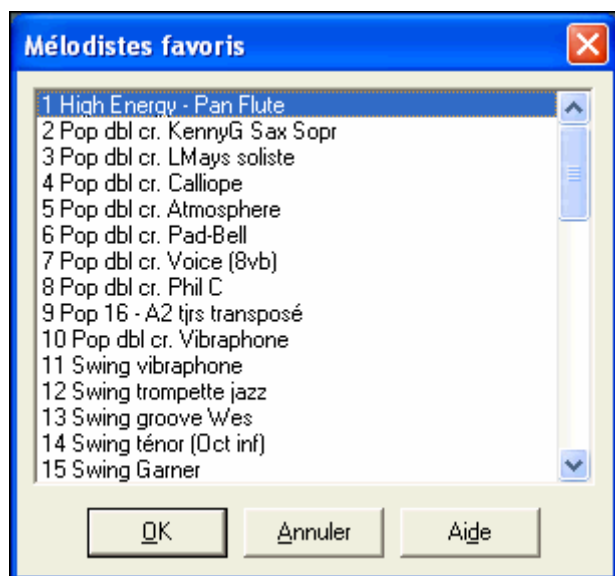 Mélodistes favoris
1 High Energy - Pan Flute
2 Pop dbl cr. KennyG Sax Sopr
3 Pop dbl cr. LMays soliste
4 Pop dbl cr. Calliope
5 Pop dbl cr. Atmosphere
6 Pop dbl cr. Pad-Bell
7 Pop dbl cr. Voice (8vb)
8 Pop dbl cr. Phil C
9 Pop 16 - A2 tjrs transposé
10 Pop dbl cr. Vibraphone
11 Swing vibraphone
12 Swing trompette jazz
13 Swing groove Wes
14 Swing ténor (Oct inf)
15 Swing Garner
OK Annuler Aide